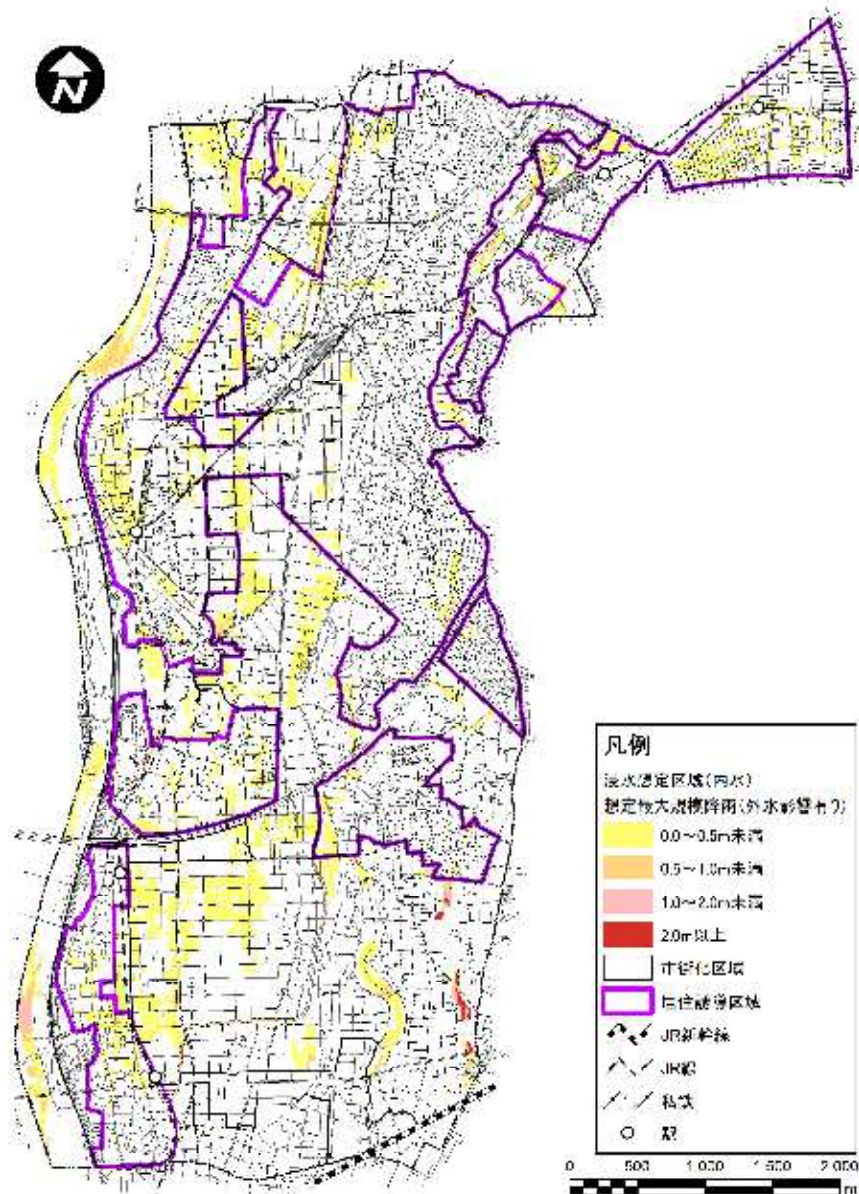 N
凡例
浸水想定区域(内水)
想定最大規模降雨(外水影響有り)
0.0～0.5m未満
0.5～1.0m未満
1.0～2.0m未満
2.0m以上
市街化区域
居住誘導区域
JR新幹線
JR線
私鉄
駅
0 500 1,000 1,500 2,000
m